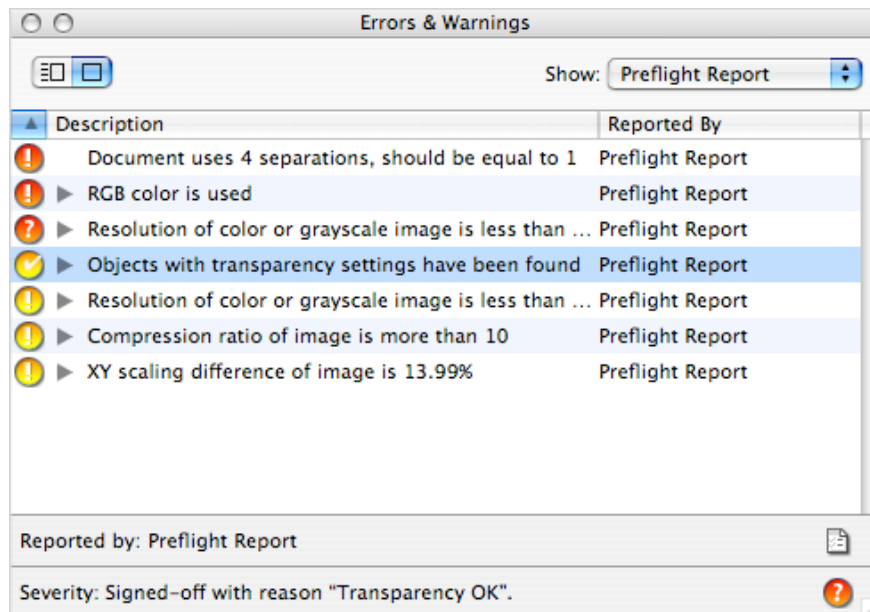 Errors & Warnings
Show: Preflight Report
Description Reported By
Document uses 4 separations, should be equal to 1 Preflight Report
RGB color is used Preflight Report
Resolution of color or grayscale image is less than ... Preflight Report
Objects with transparency settings have been found Preflight Report
Resolution of color or grayscale image is less than ... Preflight Report
Compression ratio of image is more than 10 Preflight Report
XY scaling difference of image is 13.99% Preflight Report
Reported by: Preflight Report
Severity: Signed-off with reason “Transparency OK”.